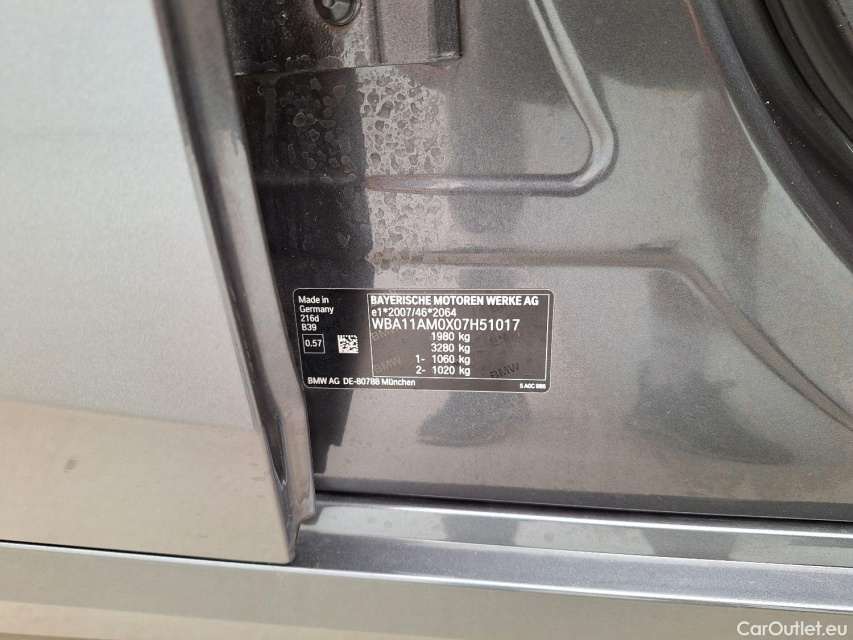 Made in
Germany
216d
B39
0.57
BAYERISCHE MOTOREN WERKE AG
e1*2007/46*2064
WBA11AM0X07H51017
1980 kg
3280 kg
1- 1060 kg
2- 1020 kg
BMW AG DE-80788 München
CarOutlet.eu